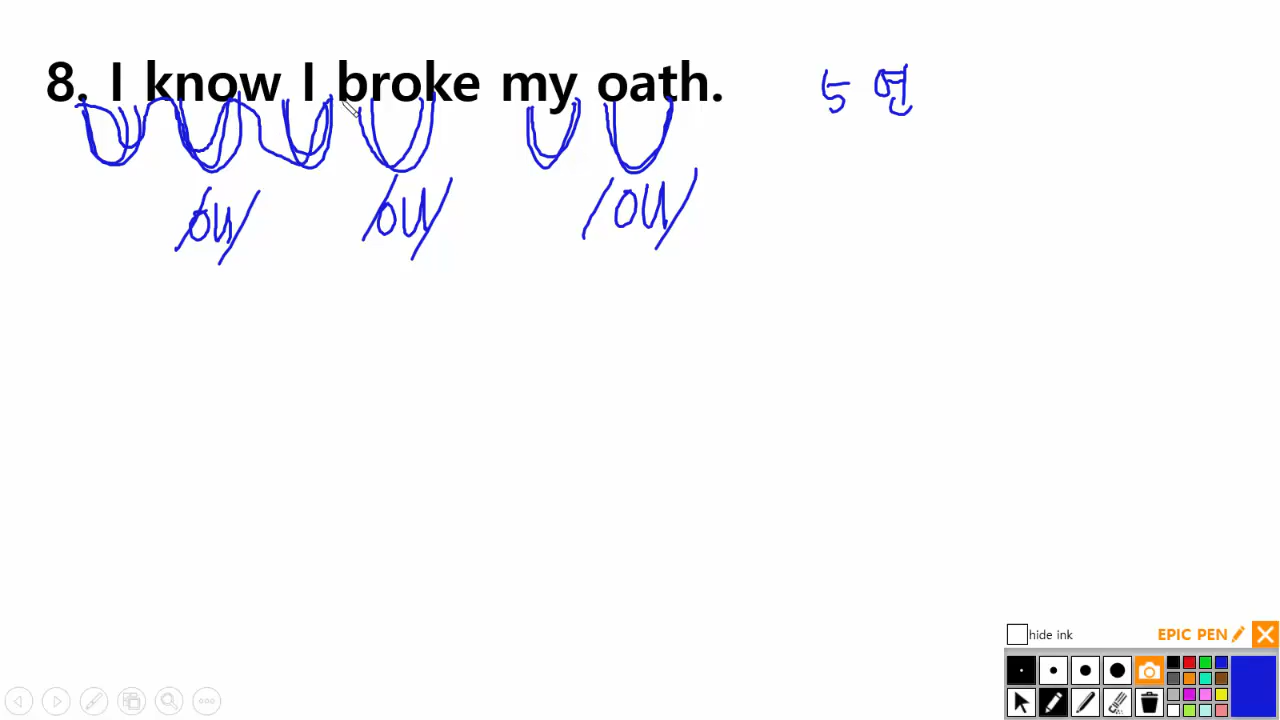 8. I know I broke my oath. 5 연
/ou/ /ou/ /ou/
hide ink EPIC PEN